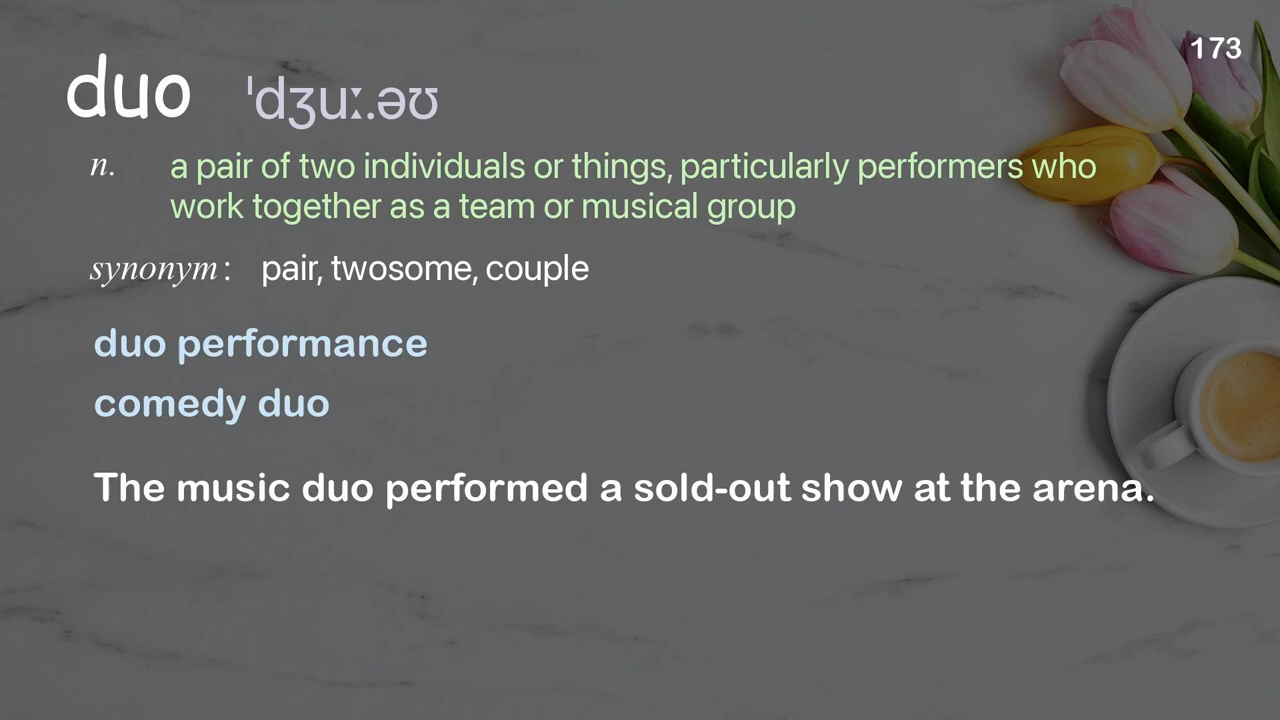 173
duo ˈdʒuː.əʊ
n. a pair of two individuals or things, particularly performers who
work together as a team or musical group
synonym: pair, twosome, couple
duo performance
comedy duo
The music duo performed a sold-out show at the arena.